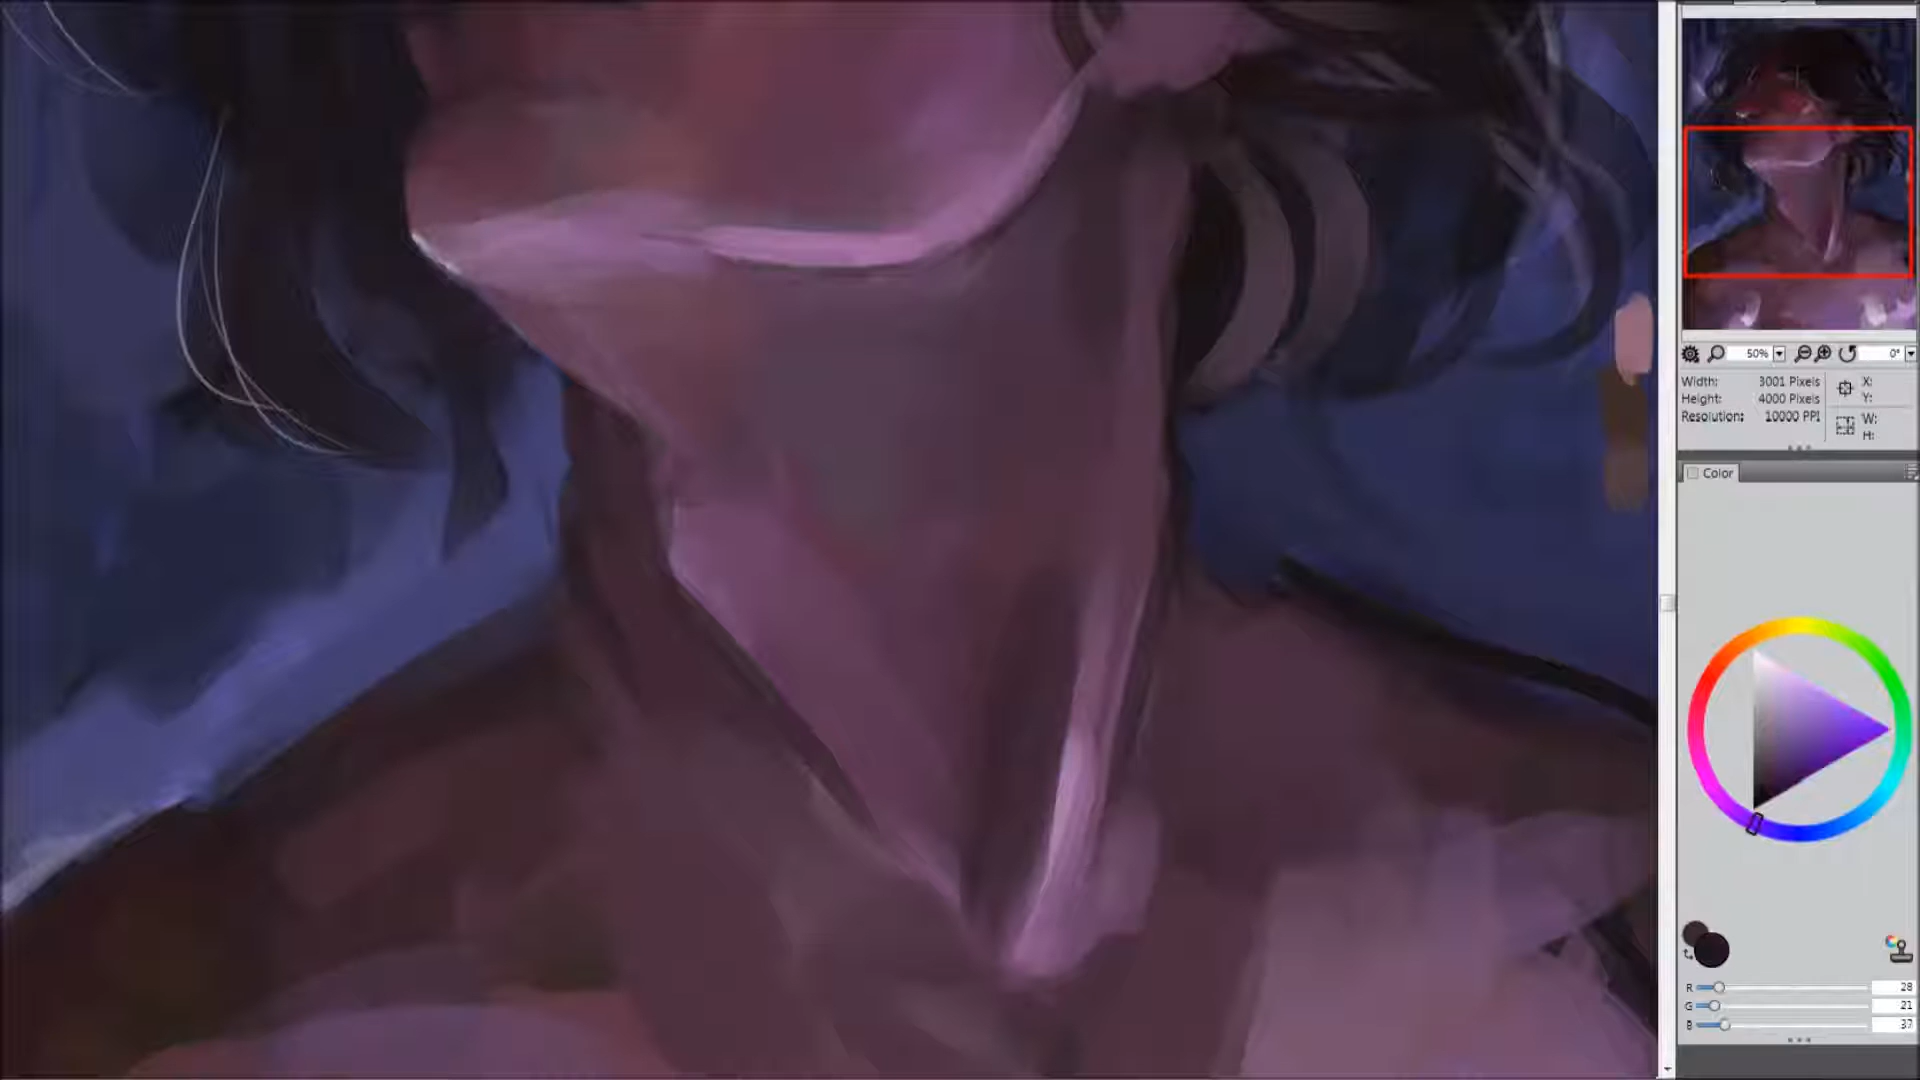 50%
0°
Width: 3001 Pixels X:
Height: 4000 Pixels Y:
Resolution: 10000 PPI W:
H:
Color
R 28
G 21
B 37